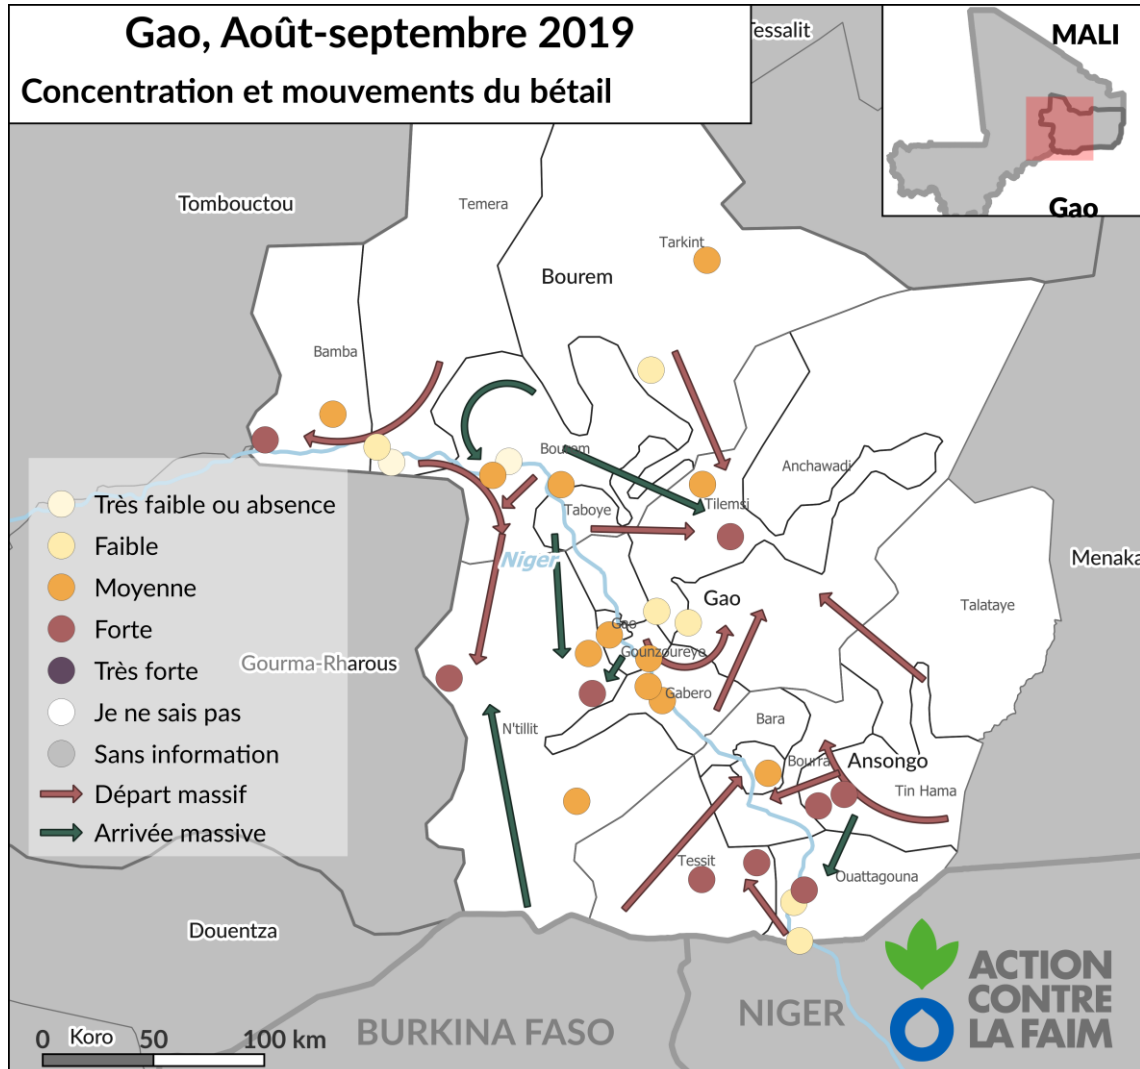 Gao, Août-septembre 2019
Concentration et mouvements du bétail
Tessalit
MALI
Gao
Tombouctou
Temera
Tarkint
Bourem
Bamba
Bourem
Anchawadi
Tilemsi
Taboye
Niger
Menaka
Talataye
Gao
Gao
Gounzoureye
Gabero
N'tillit
Bara
Bourra
Ansongo
Tin Hama
Tessit
Ouattagouna
Gourma-Rharous
Très faible ou absence
Faible
Moyenne
Forte
Très forte
Je ne sais pas
Sans information
Départ massif
Arrivée massive
Douentza
Koro
0 50 100 km
BURKINA FASO
NIGER
ACTION
CONTRE
LA FAIM